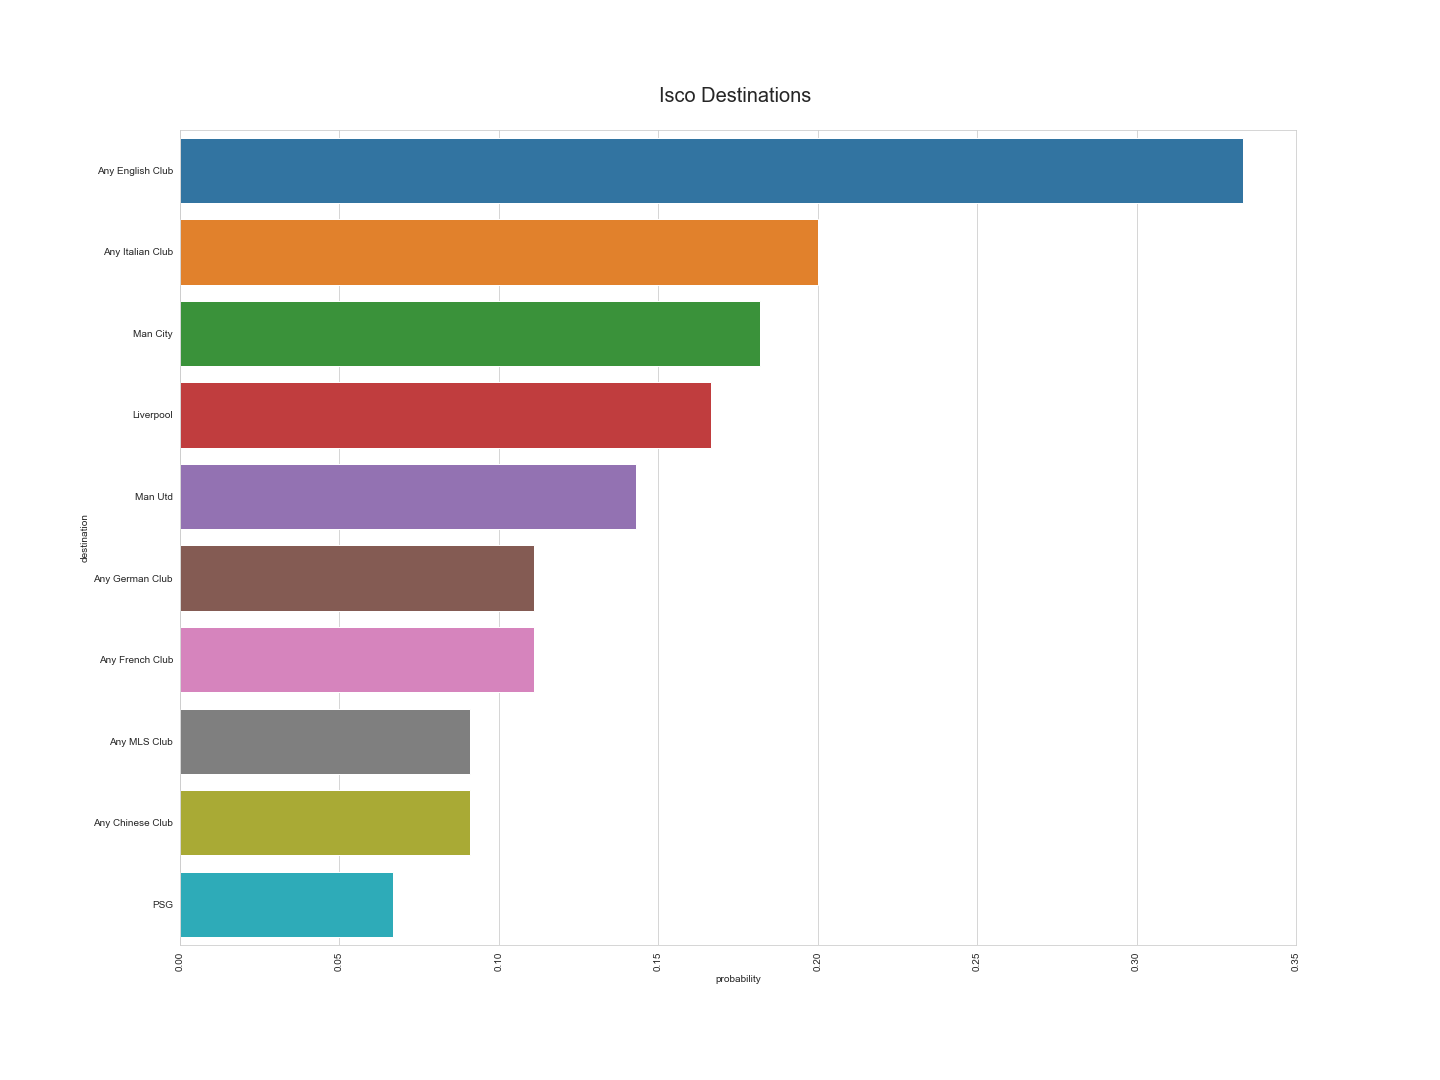 Isco Destinations
destination
Any English Club
Any Italian Club
Man City
Liverpool
Man Utd
Any German Club
Any French Club
Any MLS Club
Any Chinese Club
PSG
0.00 0.05 0.10 0.15 0.20 0.25 0.30 0.35
probability